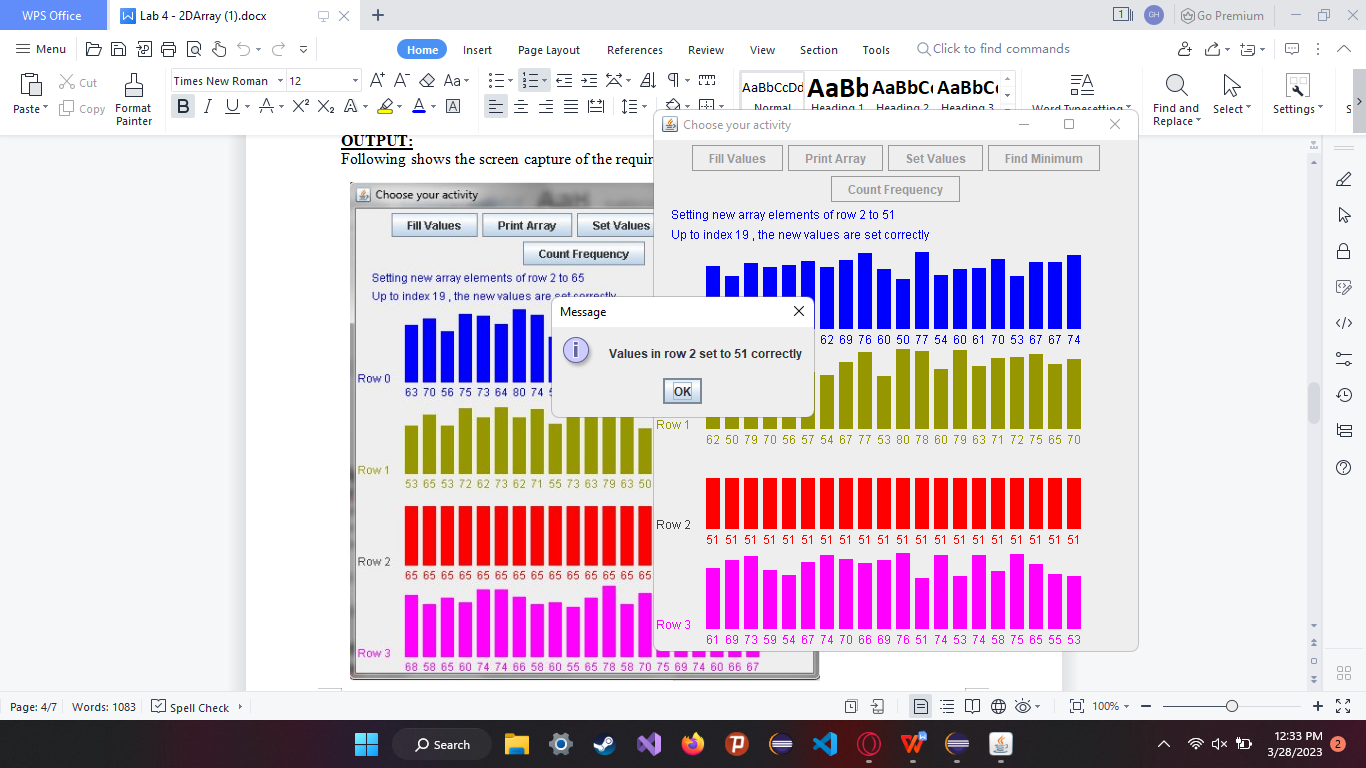 WPS Office
Lab 4 - 2DArray (1).docx
1
GH
Go Premium
Menu
Home
Insert
Page Layout
References
Review
View
Section
Tools
Click to find commands
Paste
Cut
Copy
Format
Painter
Times New Roman
12
AaBbCcDd
AaBb
AaBbC
AaBbC
Normal
Heading 1
Heading 2
Heading 3
Word Typesetting
Find and
Replace
Select
Settings
OUTPUT:
Following shows the screen capture of the
Choose your activity
Fill Values
Print Array
Set Values
Count Frequency
Setting new array elements of row 2 to 65
Up to index 19 , the new values are set correctly
Row 0
63 70 56 75 73 64 80 74
Row 1
53 65 53 72 62 73 62 71 55 73 63 79 63 50
Row 2
65 65 65 65 65 65 65 65 65 65 65 65 65 65
Row 3
68 58 65 60 74 74 66 58 60 55 68 78 58 70 75 69 74 60 66 67
Choose your activity
Fill Values
Print Array
Set Values
Find Minimum
Count Frequency
Setting new array elements of row 2 to 51
Up to index 19 , the new values are set correctly
62 69 76 60 50 77 54 60 61 70 53 67 67 74
Row 1
62 50 79 70 56 57 54 67 77 53 80 78 60 79 63 71 72 75 65 70
Row 2
51 51 51 51 51 51 51 51 51 51 51 51 51 51 51 51 51 51 51 51
Row 3
61 69 73 59 54 67 74 70 66 69 76 51 74 53 74 58 75 65 55 53
Message
Values in row 2 set to 51 correctly
OK
Page: 4/7
Words: 1083
Spell Check
100%
Search
12:33 PM
3/28/2023
2